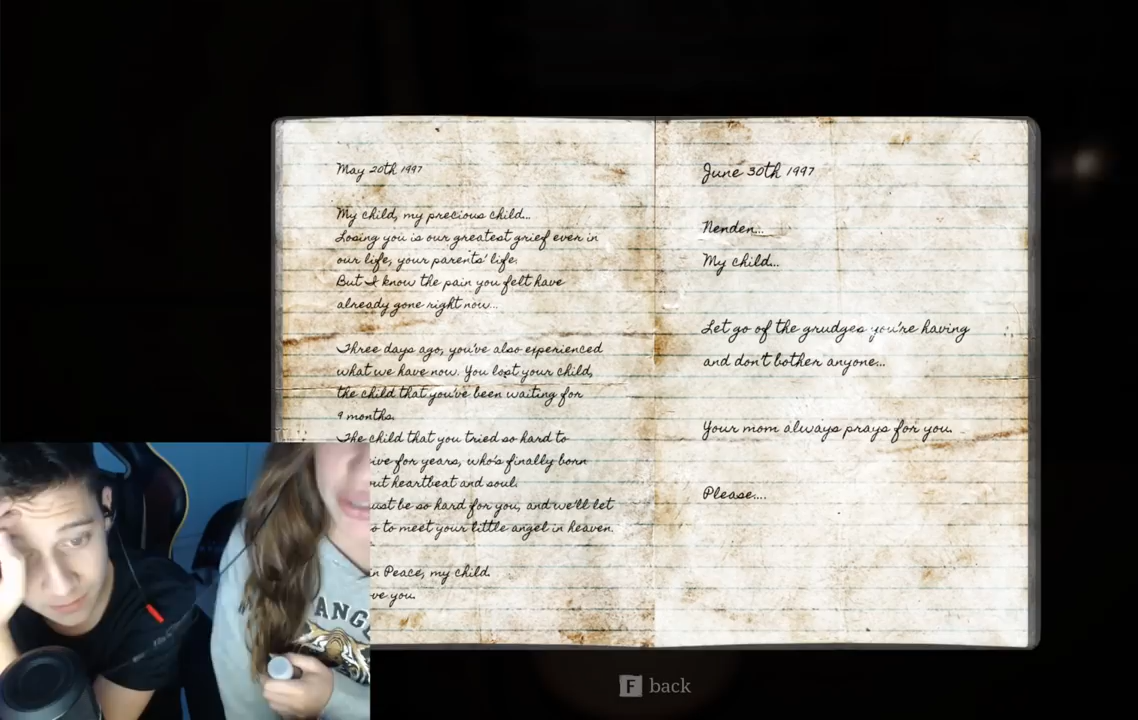 May 20th 1997
My child, my precious child...
Losing you is our greatest grief ever in
our life, your parents' life.
But I know the pain you felt have
already gone right now...
Three days ago, you've also experienced
what we have now. You lost your child,
the child that you've been waiting for
9 months.
The child that you tried so hard to
ive for years, who's finally born
out heartbeat and soul.
ust be so hard for you, and we'll let
to meet your little angel in heaven.
in Peace, my child.
ve you.
June 30th 1997
Nenden...
My child...
Let go of the grudges you're having
and don't bother anyone...
Your mom always prays for you.
Please....
ANG
F back